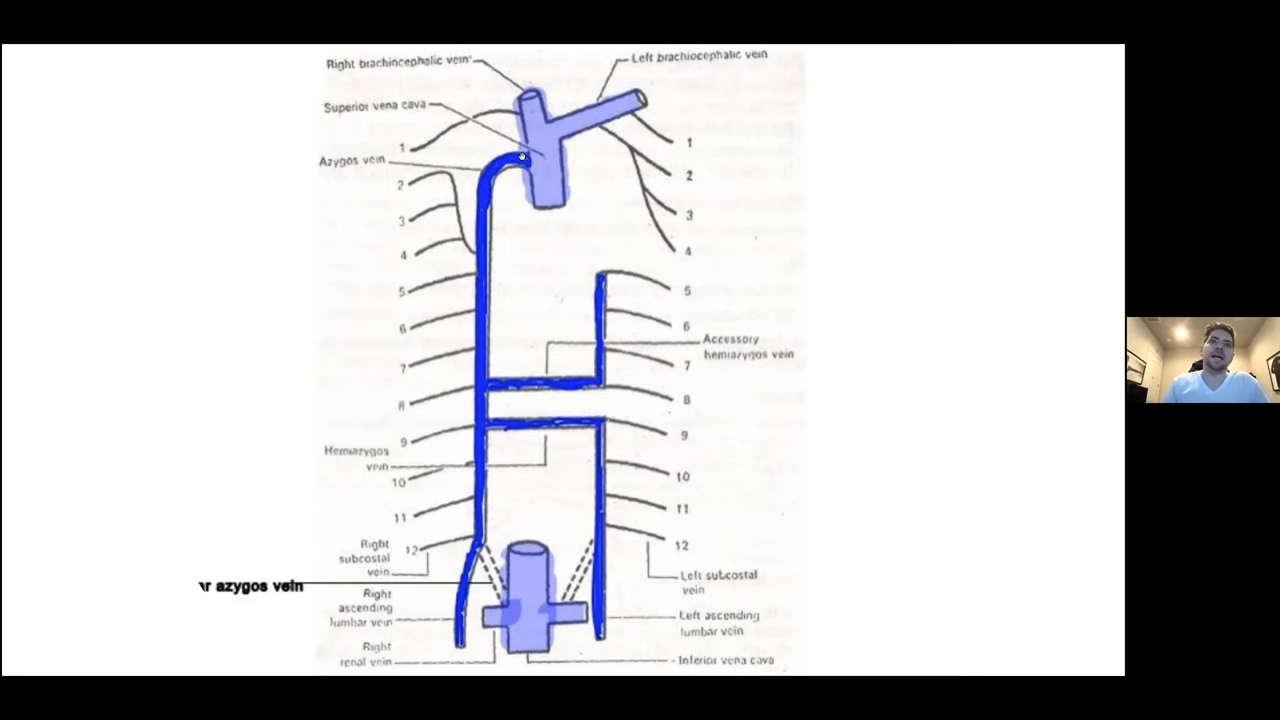 Right brachiocephalic vein
Left brachiocephalic vein
Superior vena cava
1
1
Azygos vein
2
2
3
3
4
4
5
5
6
6
Accessory
hemiazygos vein
7
7
8
8
9
9
Hemiazygos
vein
10
10
11
11
12
12
Right
subcostal
vein
Left subcostal
vein
azygos vein
Right
ascending
lumbar vein
Left ascending
lumbar vein
Right
renal vein
Inferior vena cava